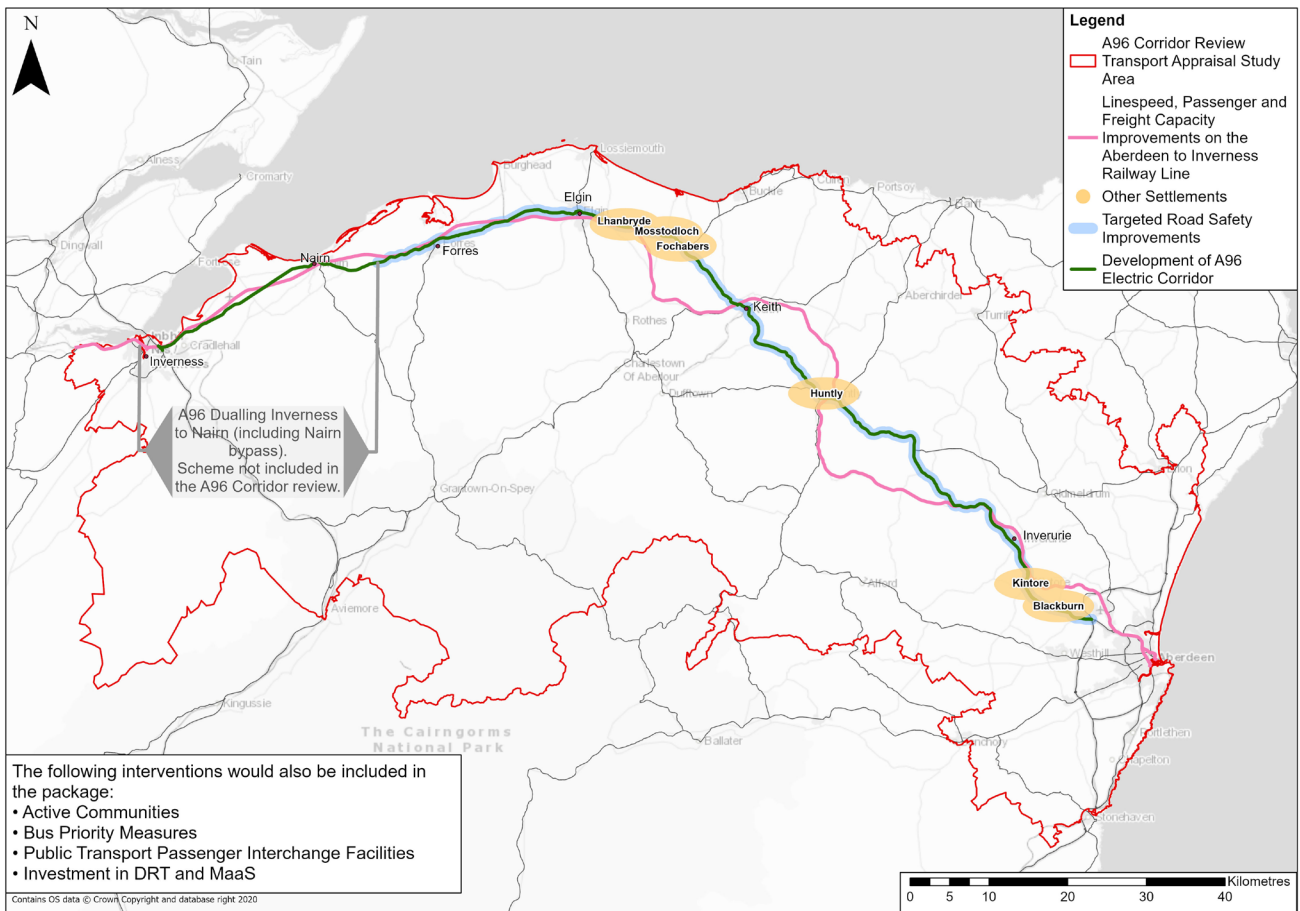 N
Legend
A96 Corridor Review
Transport Appraisal Study
Area
Linespeed, Passenger and
Freight Capacity
Improvements on the
Aberdeen to Inverness
Railway Line
Other Settlements
Targeted Road Safety
Improvements
Development of A96
Electric Corridor
Tain
Alness
Cromarty
Dingwall
Lossiemouth
Burghead
Elgin
Buckie
Portsoy
Lhanbryde
Mosstodloch
Fochabers
Forres
Nairn
Keith
Aberchirder
Rothes
Cradlehall
Inverness
Charlestown
Of Aberlour
Dufftown
Huntly
A96 Dualling Inverness
to Nairn (including Nairn
bypass).
Scheme not included in
the A96 Corridor review.
Grantown-On-Spey
Oldmeldrum
Inverurie
Alford
Kintore
Blackburn
Aviemore
Westhill
Aberdeen
Kingussie
The Cairngorms
National Park
Ballater
Portlethen
Chapelton
Stonehaven
The following interventions would also be included in
the package:
• Active Communities
• Bus Priority Measures
• Public Transport Passenger Interchange Facilities
• Investment in DRT and MaaS
Contains OS data © Crown Copyright and database right 2020
Kilometres
0 5 10 20 30 40